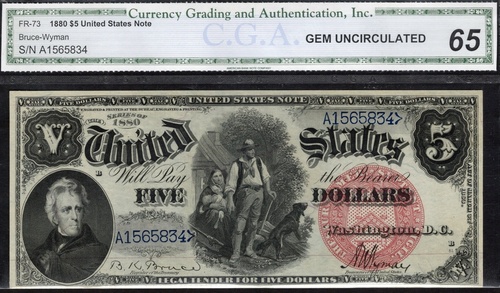 Currency Grading and Authentication, Inc.
FR-73 1880 $5 United States Note
Bruce-Wyman
S/N A1565834
C.G.A.
GEM UNCIRCULATED
65
UNITED STATES NOTE
SERIES OF
1880
A1565834
V
United States
5
Will Pay the Bearer
B
FIVE DOLLARS
Washington, D.C.
A1565834
B
B.K. Bruce
A.U. Wyman
LEGAL TENDER FOR FIVE DOLLARS